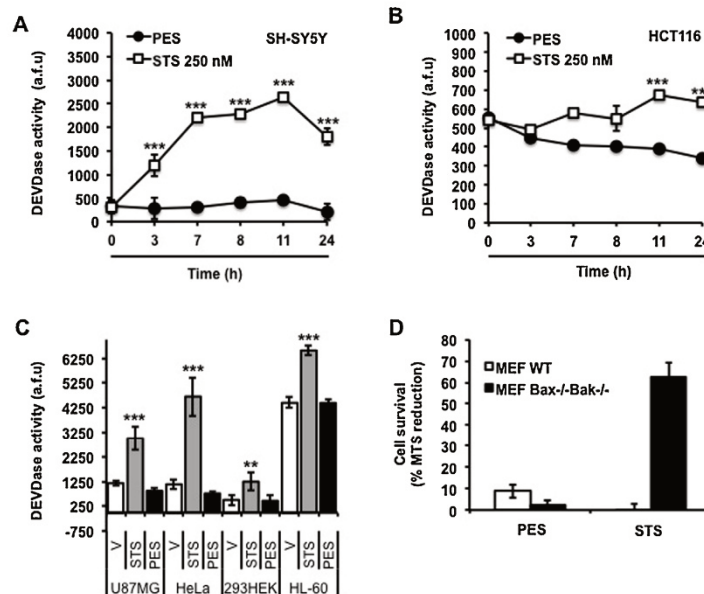 A
SH-SY5Y
PES
STS 250 nM
DEVDase activity (a.f.u)
4000
3500
3000
2500
2000
1500
1000
500
0
***
***
***
***
***
0 3 7 8 11 24
Time (h)
B
HCT116
PES
STS 250 nM
DEVDase activity (a.f.u)
1000
900
800
700
600
500
400
300
200
100
0
***
**
0 3 7 8 11 24
Time (h)
C
DEVDase activity (a.f.u)
6250
5250
4250
3250
2250
1250
250
-750
***
***
**
***
V STS PES V STS PES V STS PES V STS PES
U87MG HeLa 293HEK HL-60
D
MEF WT
MEF Bax-/-Bak-/-
Cell survival
(% MTS reduction)
80
70
60
50
40
30
20
10
0
PES STS